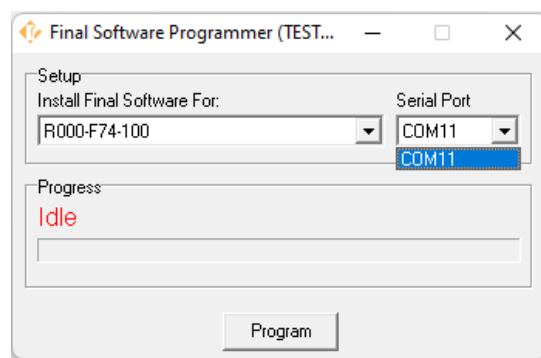 Final Software Programmer (TEST...
Setup
Install Final Software For:
Serial Port
R000-F74-100
COM11
COM11
Progress
Idle
Program